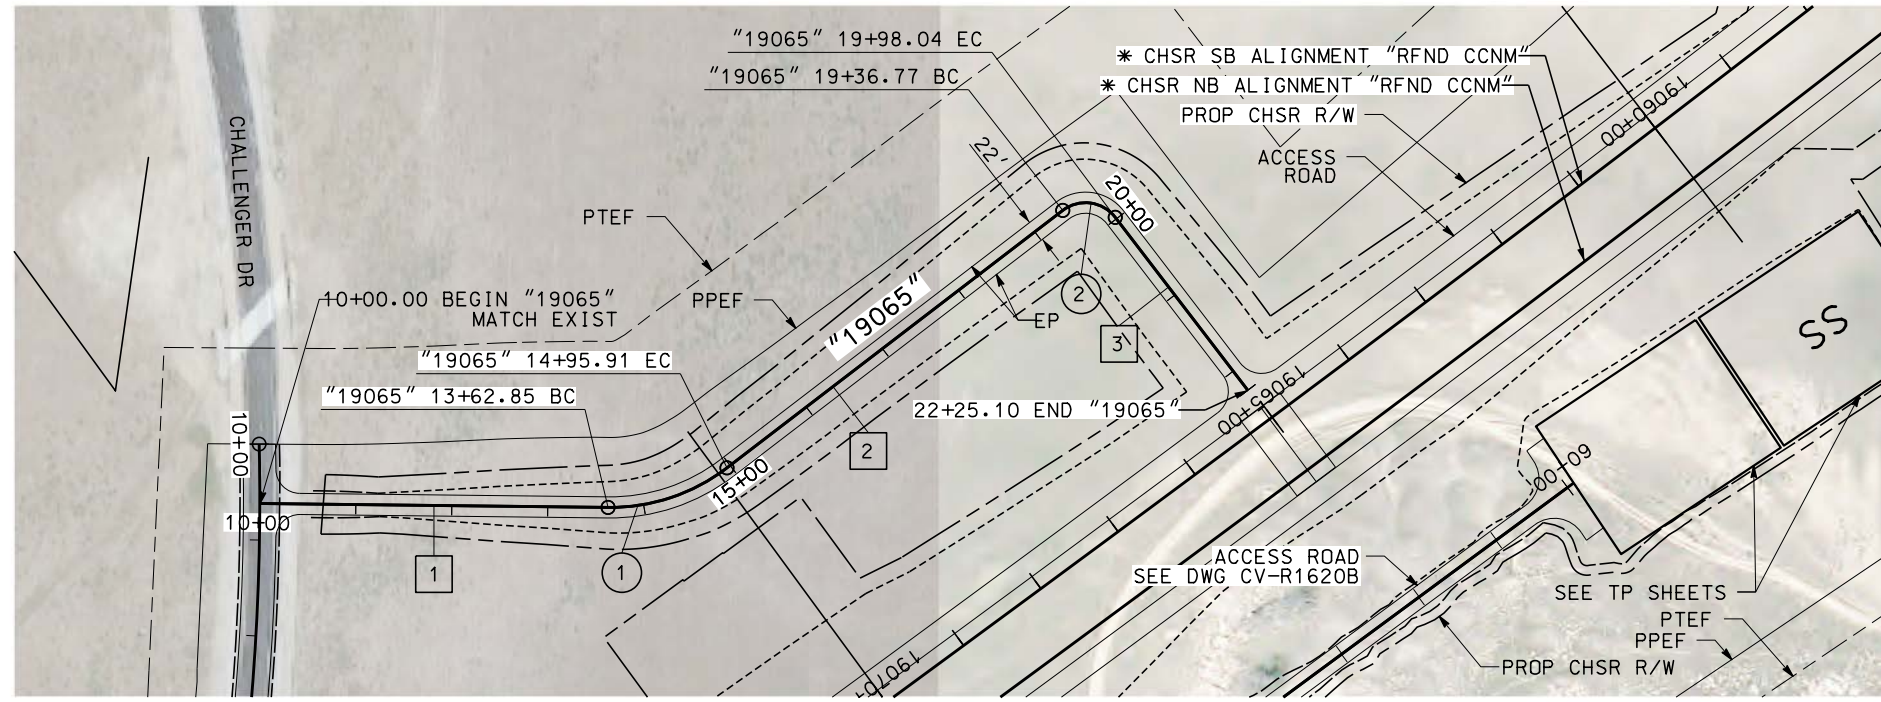 "19065" 19+98.04 EC
"19065" 19+36.77 BC
* CHSR SB ALIGNMENT "RFND CCNM"
* CHSR NB ALIGNMENT "RFND CCNM"
PROP CHSR R/W
ACCESS
ROAD
19060+00
CHALLENGER DR
22'
20+00
PTEF
PPEF
10+00.00 BEGIN "19065"
MATCH EXIST
"19065"
EP
2
3
SS
"19065" 14+95.91 EC
"19065" 13+62.85 BC
22+25.10 END "19065"
19065+00
10+00
2
15+00
10+00
1
1
60+00
ACCESS ROAD
SEE DWG CV-R1620B
SEE TP SHEETS
PTEF
PPEF
PROP CHSR R/W
19070+